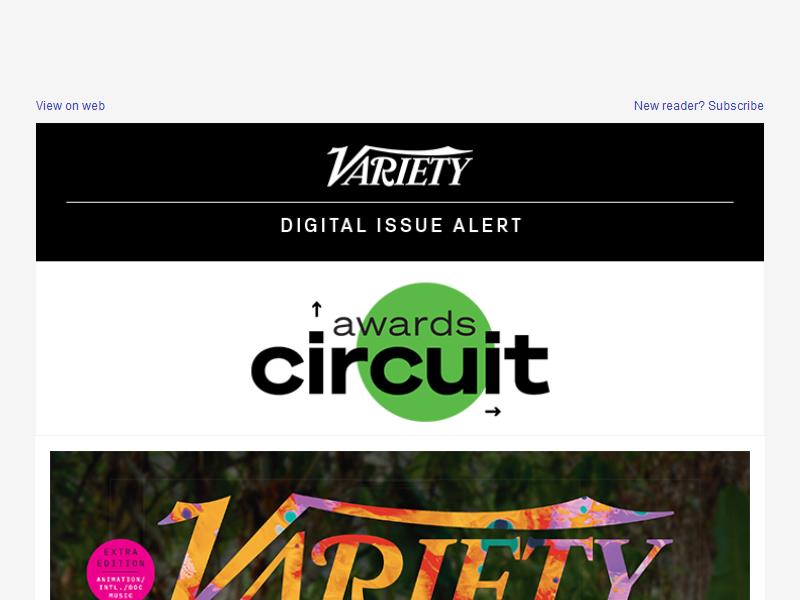 View on web
New reader? Subscribe
VARIETY
DIGITAL ISSUE ALERT
↑
awards
circuit
→
VARIETY
EXTRA
EDITION
ANIMATION/
INTL./DOC
MUSIC